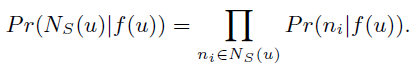 Pr(N_S(u)|f(u)) = ∏_{n_i∈N_S(u)} Pr(n_i|f(u)).